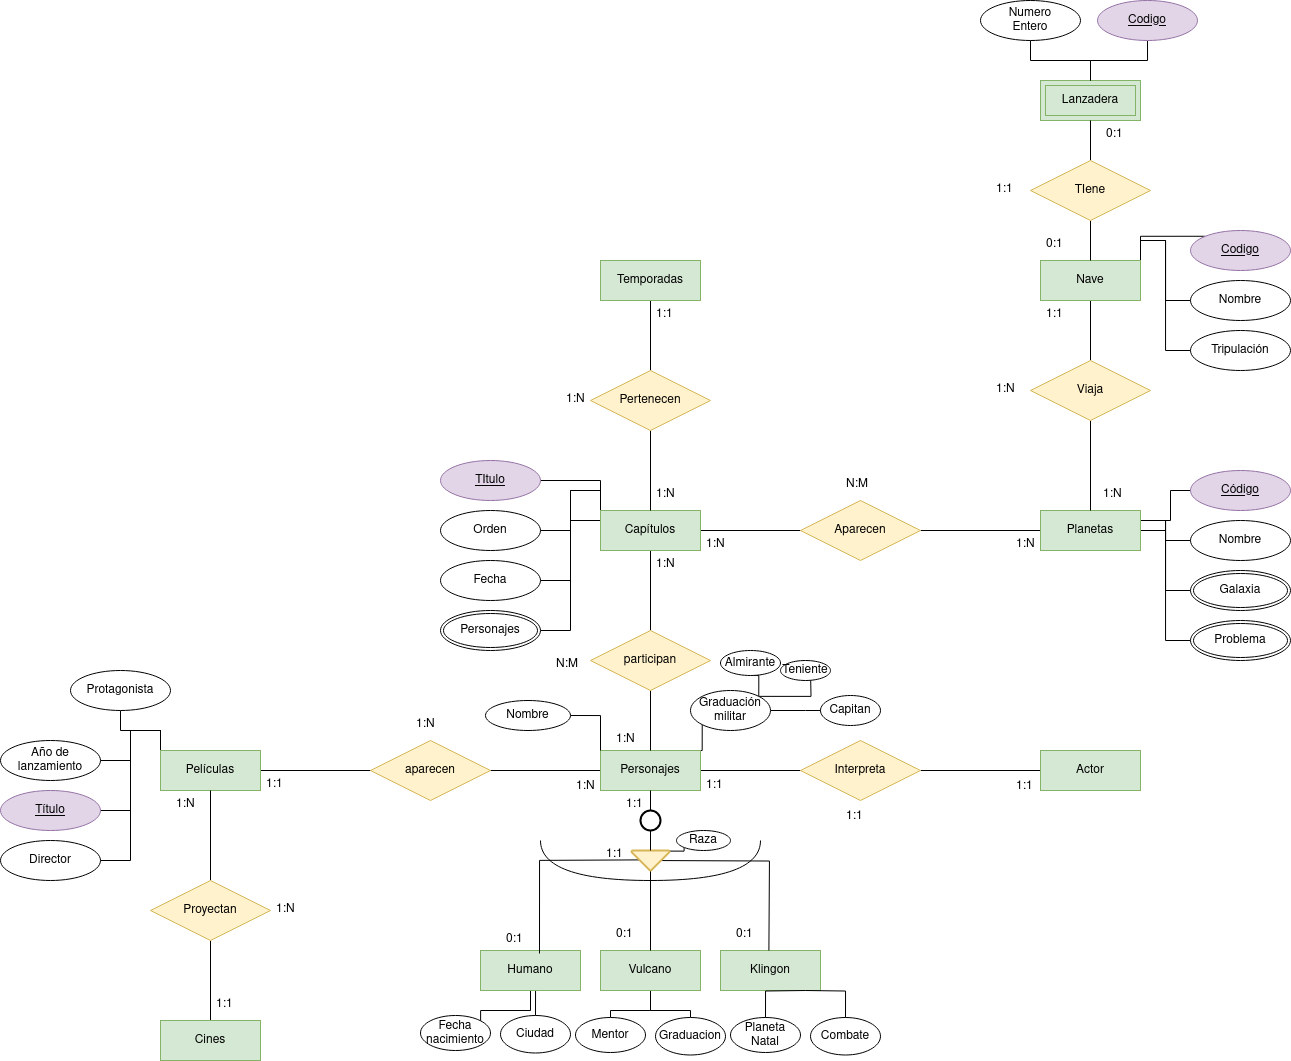 Numero
Entero
Codigo
Lanzadera
0:1
1:1
TIene
0:1
Codigo
Temporadas
Nave
Nombre
1:1
1:1
Tripulación
1:N
Pertenecen
1:N
Viaja
TItulo
N:M
Código
1:N
1:N
Orden
Capítulos
Aparecen
Planetas
Nombre
1:N
1:N
1:N
Fecha
Galaxia
Personajes
Problema
N:M
participan
Almirante
Teniente
Protagonista
Graduación
militar
Capitan
Nombre
1:N
1:N
Año de
lanzamiento
Películas
aparecen
Personajes
Interpreta
Actor
1:1
1:N
1:1
1:1
1:N
1:1
1:1
Título
Raza
1:1
Director
Proyectan
1:N
0:1
0:1
0:1
Humano
Vulcano
Klingon
1:1
Fecha
nacimiento
Ciudad
Mentor
Graduacion
Planeta
Natal
Combate
Cines